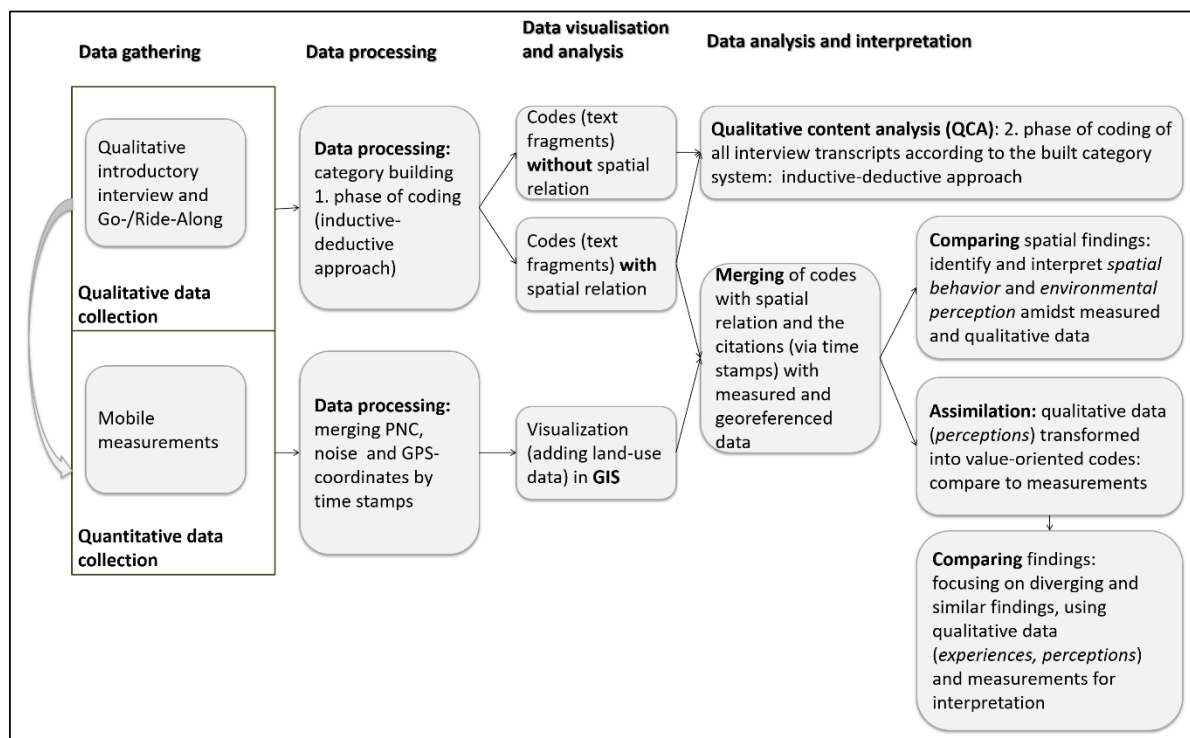 Data gathering
Data processing
Data visualisation
and analysis
Data analysis and interpretation
Qualitative
introductory
interview and
Go-/Ride-Along
Qualitative data
collection
Mobile
measurements
Quantitative data
collection
Data processing:
category building
1. phase of coding
(inductive-
deductive
approach)
Data processing:
merging PNC,
noise and GPS-
coordinates by
time stamps
Codes (text
fragments)
without spatial
relation
Codes (text
fragments) with
spatial relation
Visualization
(adding land-use
data) in GIS
Qualitative content analysis (QCA): 2. phase of coding of
all interview transcripts according to the built category
system: inductive-deductive approach
Merging of codes
with spatial
relation and the
citations (via time
stamps) with
measured and
georeferenced
data
Comparing spatial findings:
identify and interpret spatial
behavior and environmental
perception amidst measured
and qualitative data
Assimilation: qualitative data
(perceptions) transformed
into value-oriented codes:
compare to measurements
Comparing findings:
focusing on diverging and
similar findings, using
qualitative data
(experiences, perceptions)
and measurements for
interpretation